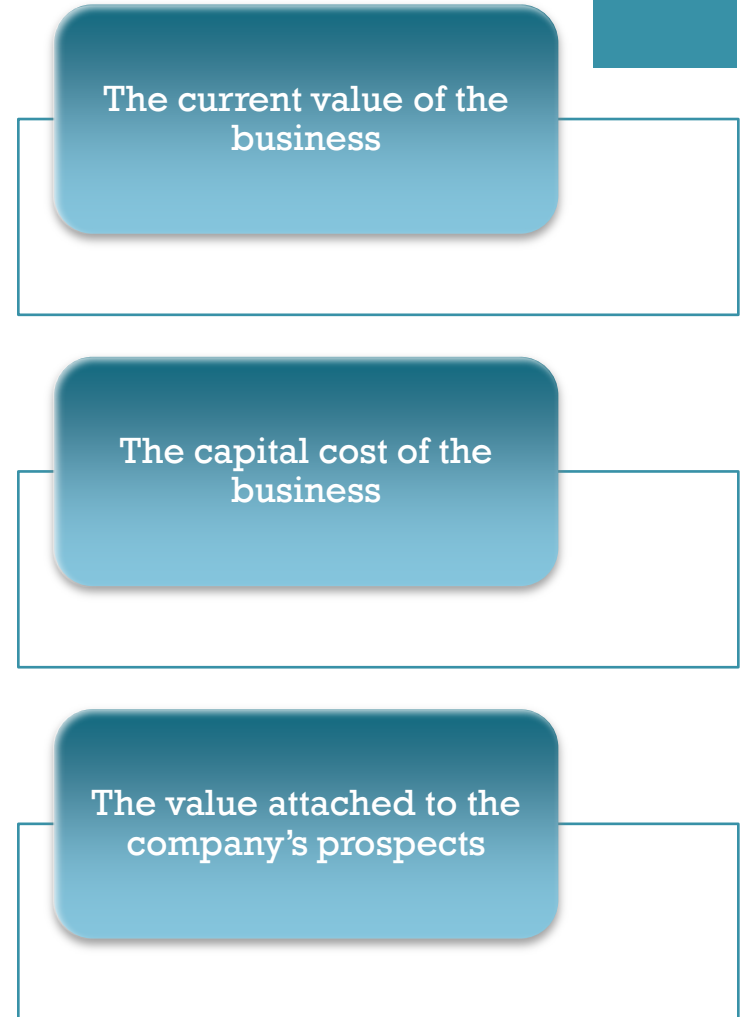 The current value of the
business
The capital cost of the
business
The value attached to the
company’s prospects